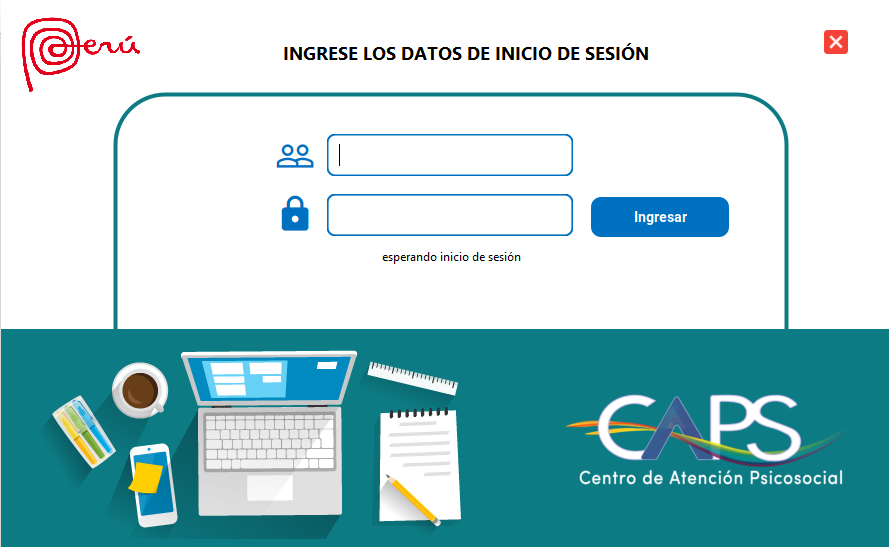 Perú
INGRESE LOS DATOS DE INICIO DE SESIÓN
Ingresar
esperando inicio de sesión
CAPS
Centro de Atención Psicosocial